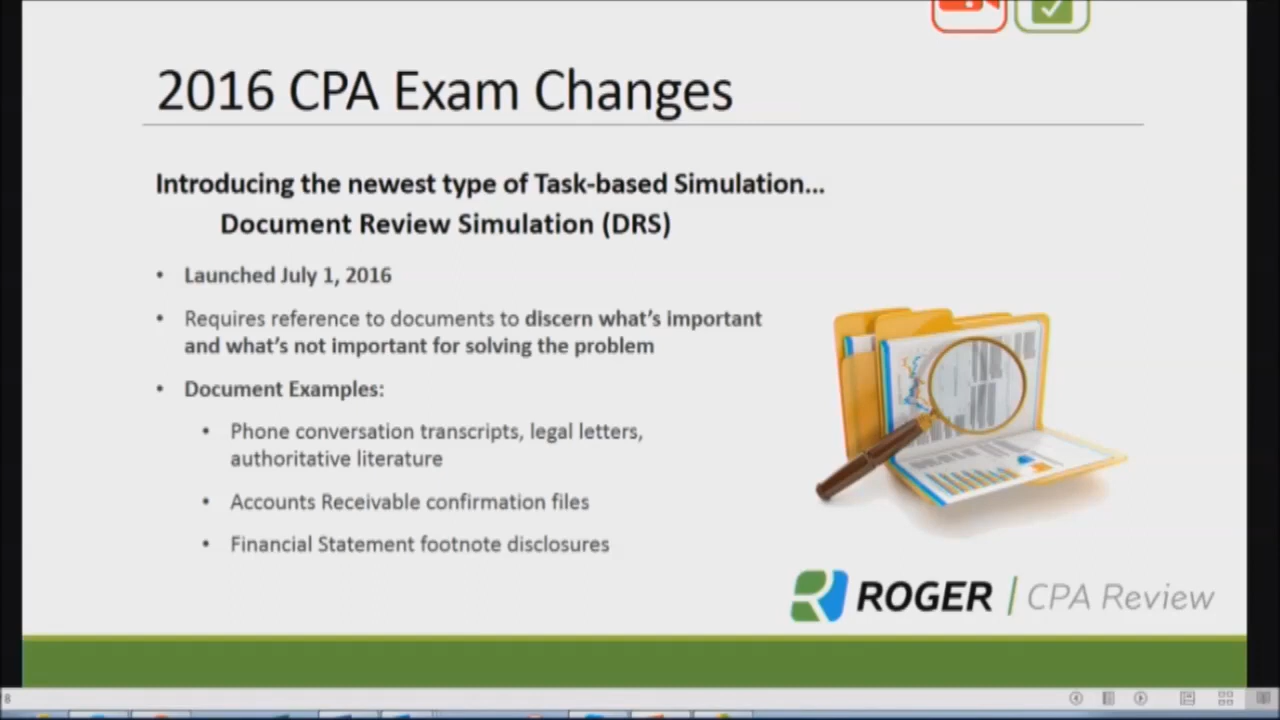 2016 CPA Exam Changes
Introducing the newest type of Task-based Simulation...
Document Review Simulation (DRS)
• Launched July 1, 2016
• Requires reference to documents to discern what's important
and what's not important for solving the problem
• Document Examples:
• Phone conversation transcripts, legal letters,
authoritative literature
• Accounts Receivable confirmation files
• Financial Statement footnote disclosures
ROGER | CPA Review
8